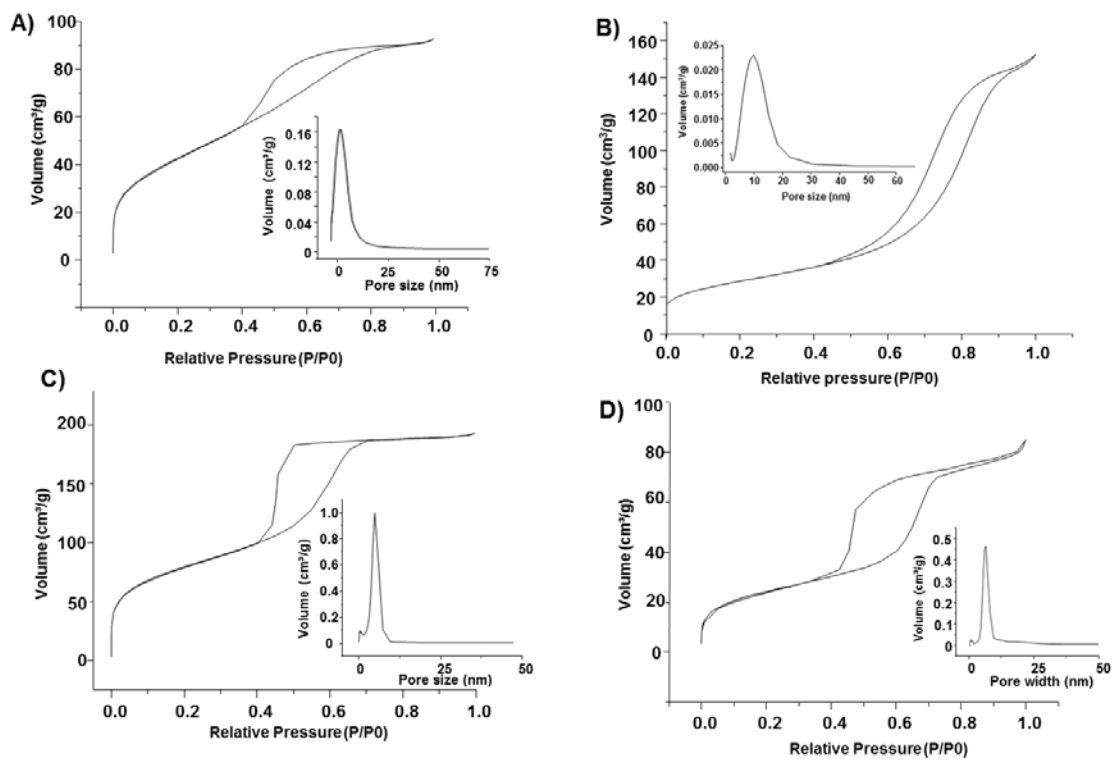 A)
100
80
60
40
20
0
Volume (cm³/g)
0.0 0.2 0.4 0.6 0.8 1.0
Relative Pressure (P/P0)
0.16
0.12
0.08
0.04
0
Volume (cm³/g)
0 25 50 75
Pore size (nm)
B)
160
140
120
100
80
60
40
20
0
Volume (cm³/g)
0.0 0.2 0.4 0.6 0.8 1.0
Relative pressure (P/P0)
0.025
0.020
0.015
0.010
0.005
0.000
Volume (cm³/g)
0 10 20 30 40 50 60
Pore size (nm)
C)
200
150
100
50
0
Volume (cm³/g)
0.0 0.2 0.4 0.6 0.8 1.0
Relative Pressure (P/P0)
1.0
0.8
0.6
0.4
0.2
0
Volume (cm³/g)
0 25 50
Pore size (nm)
D)
100
80
60
40
20
0
Volume (cm³/g)
0.0 0.2 0.4 0.6 0.8 1.0
Relative Pressure (P/P0)
0.5
0.4
0.3
0.2
0.1
0
Volume (cm³/g)
0 25 50
Pore width (nm)